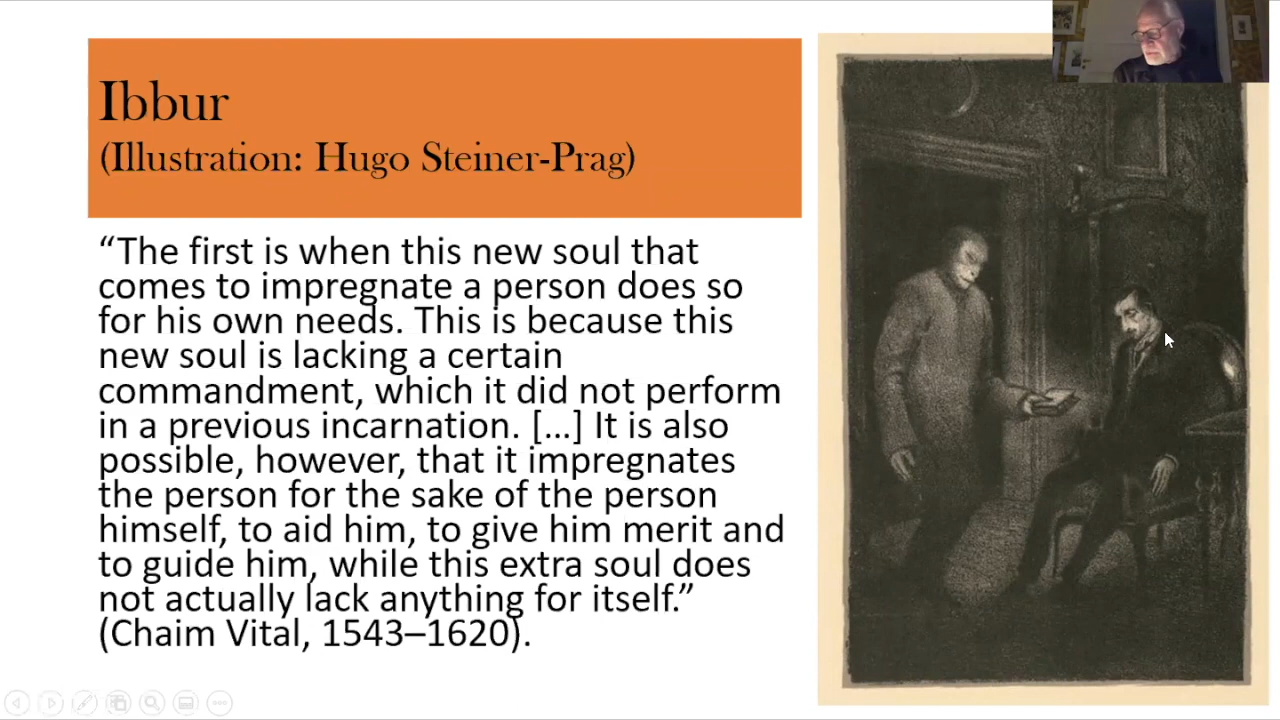 Ibbur
(Illustration: Hugo Steiner-Prag)
“The first is when this new soul that
comes to impregnate a person does so
for his own needs. This is because this
new soul is lacking a certain
commandment, which it did not perform
in a previous incarnation. […] It is also
possible, however, that it impregnates
the person for the sake of the person
himself, to aid him, to give him merit and
to guide him, while this extra soul does
not actually lack anything for itself.”
(Chaim Vital, 1543–1620).